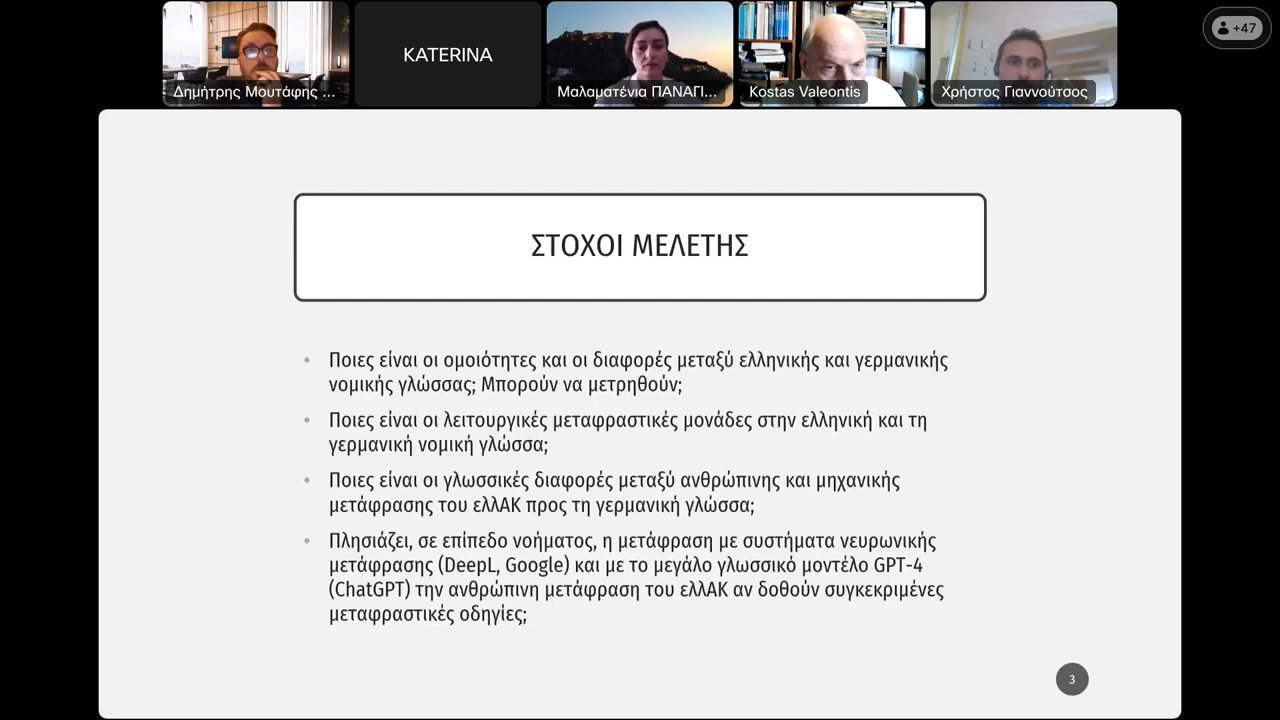 Δημήτρης Μουτάφης ...
KATERINA
Μαλαματένια ΠΑΝΑΓΙ...
Kostas Valeontis
Χρήστος Γιαννούτσος
+47
ΣΤΟΧΟΙ ΜΕΛΕΤΗΣ
• Ποιες είναι οι ομοιότητες και οι διαφορές μεταξύ ελληνικής και γερμανικής
νομικής γλώσσας; Μπορούν να μετρηθούν;
• Ποιες είναι οι λειτουργικές μεταφραστικές μονάδες στην ελληνική και τη
γερμανική νομική γλώσσα;
• Ποιες είναι οι γλωσσικές διαφορές μεταξύ ανθρώπινης και μηχανικής
μετάφρασης του ελλΑΚ προς τη γερμανική γλώσσα;
• Πλησιάζει, σε επίπεδο νοήματος, η μετάφραση με συστήματα νευρωνικής
μετάφρασης (DeepL, Google) και με το μεγάλο γλωσσικό μοντέλο GPT-4
(ChatGPT) την ανθρώπινη μετάφραση του ελλΑΚ αν δοθούν συγκεκριμένες
μεταφραστικές οδηγίες;
3